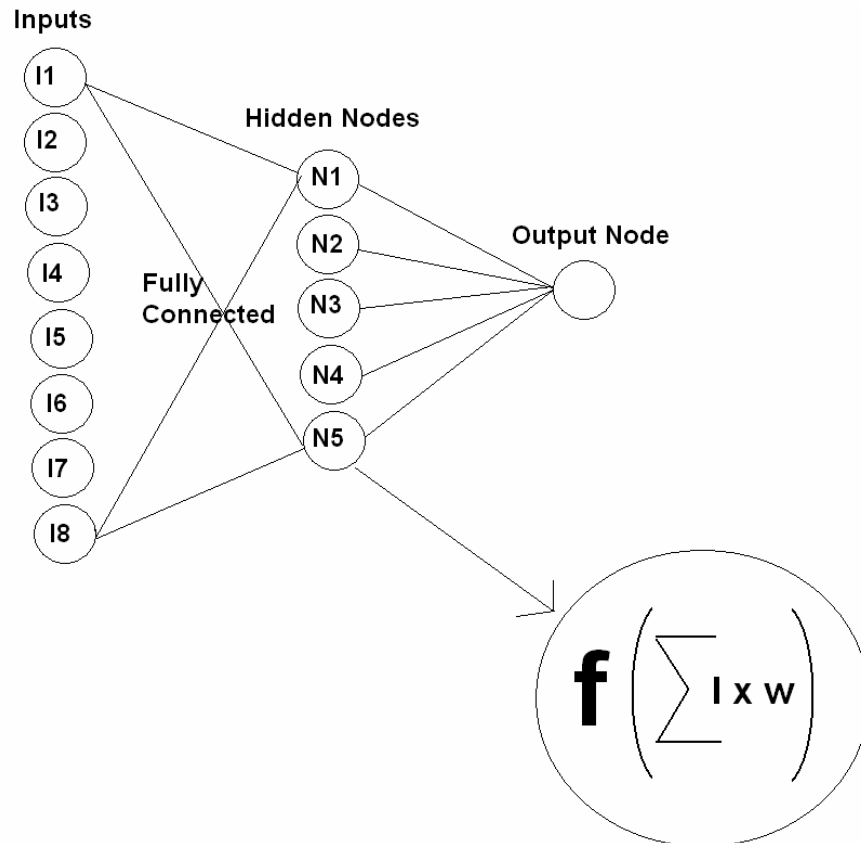 Inputs
I1
I2
I3
I4
I5
I6
I7
I8
Fully
Connected
Hidden Nodes
N1
N2
N3
N4
N5
Output Node
f (∑ I x w)